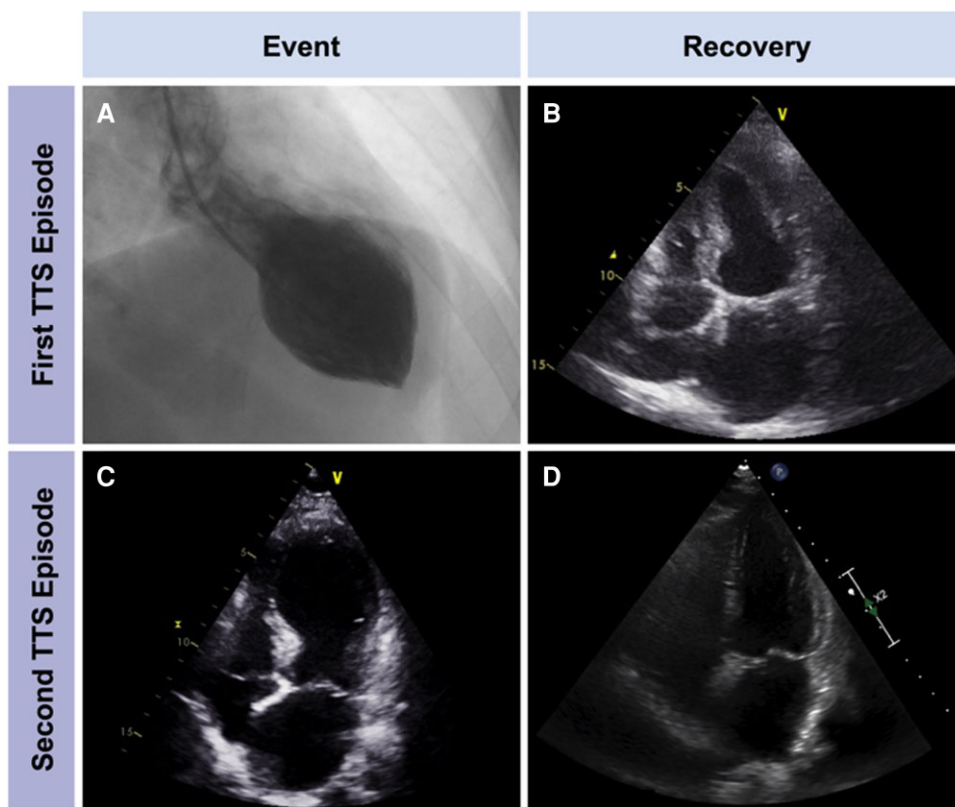 Event
Recovery
First TTS Episode
A
B
V
5
10
15
Second TTS Episode
C
V
5
10
15
D
P
X2